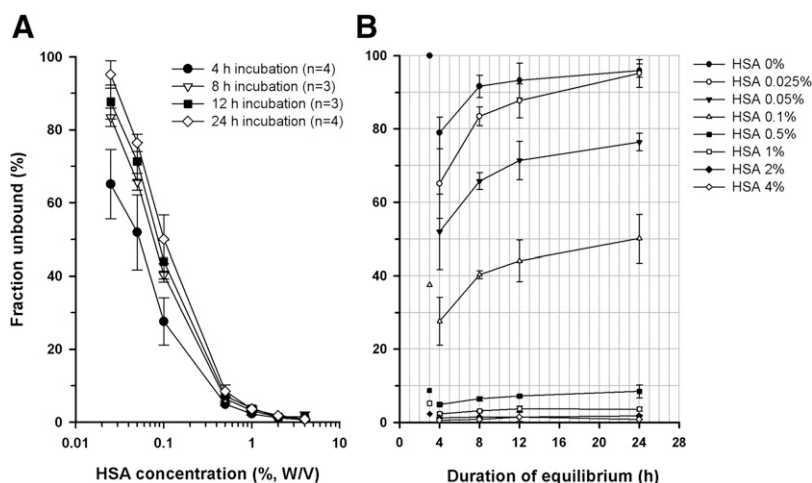 A
B
4 h incubation (n=4)
8 h incubation (n=3)
12 h incubation (n=3)
24 h incubation (n=4)
Fraction unbound (%)
100
80
60
40
20
0
0.01
0.1
1
10
HSA concentration (%, W/V)
100
80
60
40
20
0
0
4
8
12
16
20
24
28
Duration of equilibrium (h)
HSA 0%
HSA 0.025%
HSA 0.05%
HSA 0.1%
HSA 0.5%
HSA 1%
HSA 2%
HSA 4%